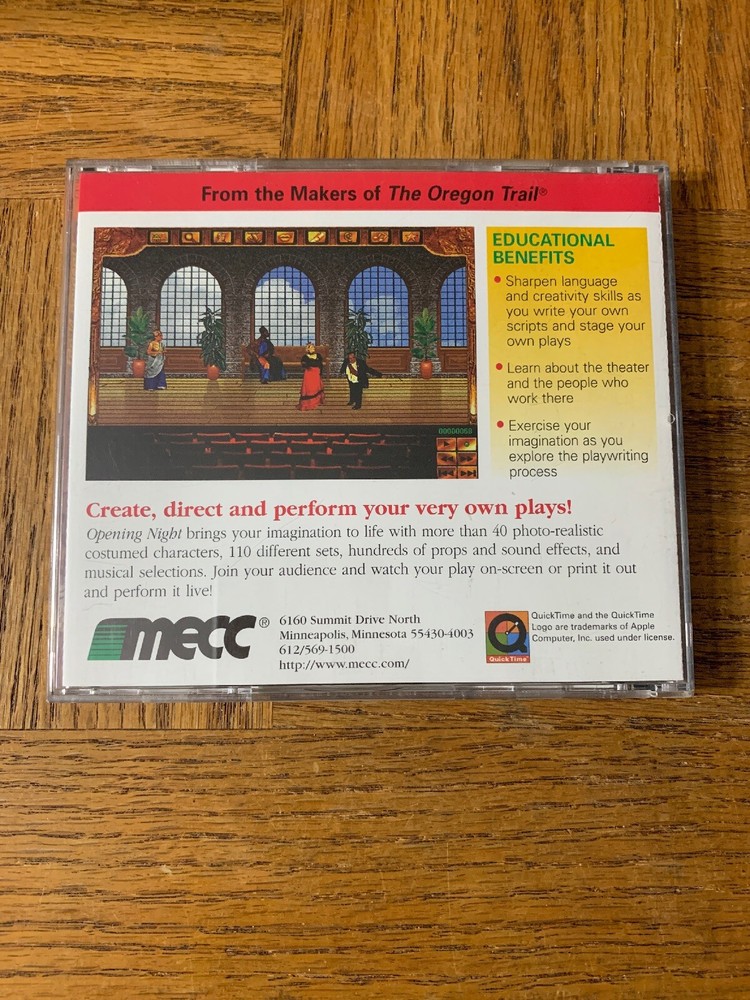 From the Makers of The Oregon Trail®
00000068
EDUCATIONAL
BENEFITS
• Sharpen language
and creativity skills as
you write your own
scripts and stage your
own plays
• Learn about the theater
and the people who
work there
• Exercise your
imagination as you
explore the playwriting
process
Create, direct and perform your very own plays!
Opening Night brings your imagination to life with more than 40 photo-realistic
costumed characters, 110 different sets, hundreds of props and sound effects, and
musical selections. Join your audience and watch your play on-screen or print it out
and perform it live!
mecc®
6160 Summit Drive North
Minneapolis, Minnesota 55430-4003
612/569-1500
http://www.mecc.com/
QuickTime™
QuickTime and the QuickTime
Logo are trademarks of Apple
Computer, Inc. used under license.